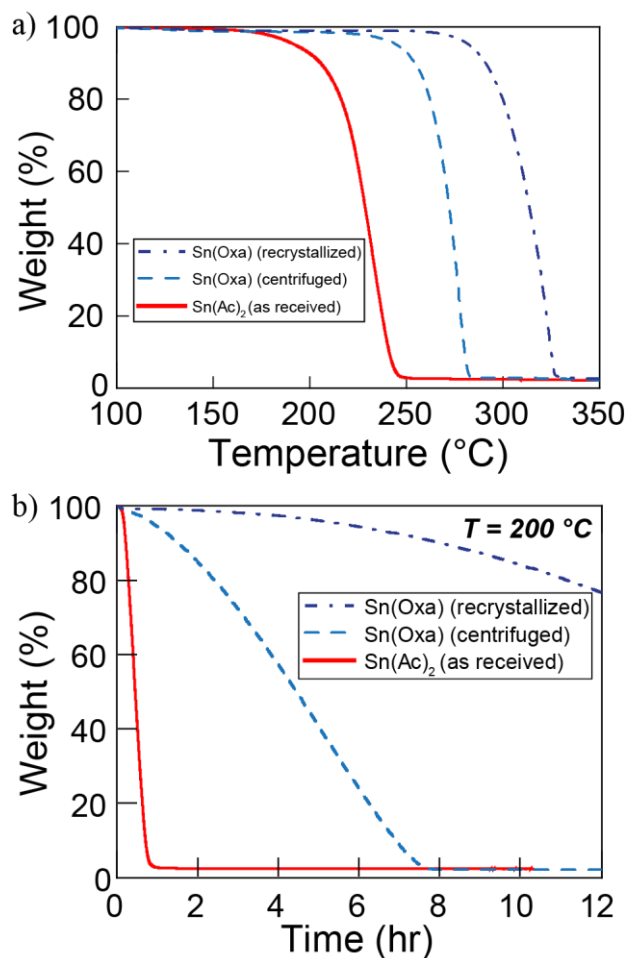 a)
100
80
60
40
20
0
Weight (%)
Sn(Oxa) (recrystallized)
Sn(Oxa) (centrifuged)
Sn(Ac)₂ (as received)
100 150 200 250 300 350
Temperature (°C)
b)
T = 200 °C
100
80
60
40
20
0
Weight (%)
Sn(Oxa) (recrystallized)
Sn(Oxa) (centrifuged)
Sn(Ac)₂ (as received)
0 2 4 6 8 10 12
Time (hr)